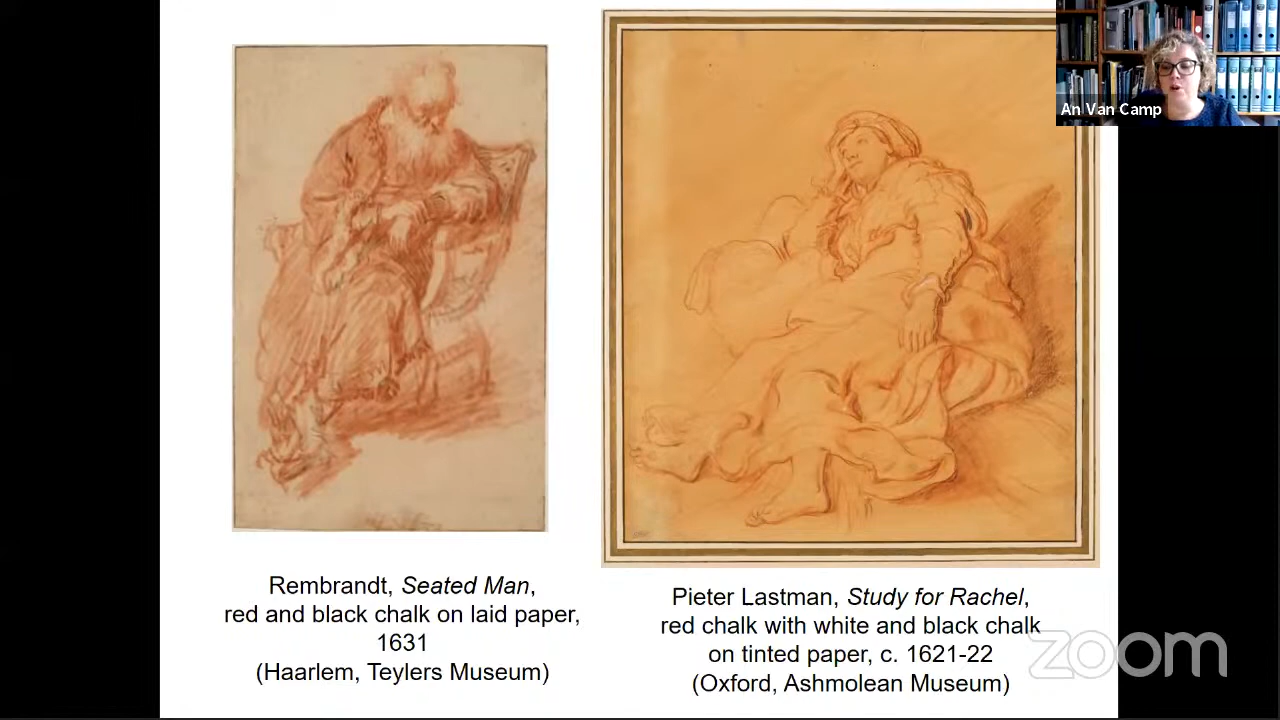 An Van Camp
Rembrandt, Seated Man,
red and black chalk on laid paper,
1631
(Haarlem, Teylers Museum)
Pieter Lastman, Study for Rachel,
red chalk with white and black chalk
on tinted paper, c. 1621-22
(Oxford, Ashmolean Museum)
zoom